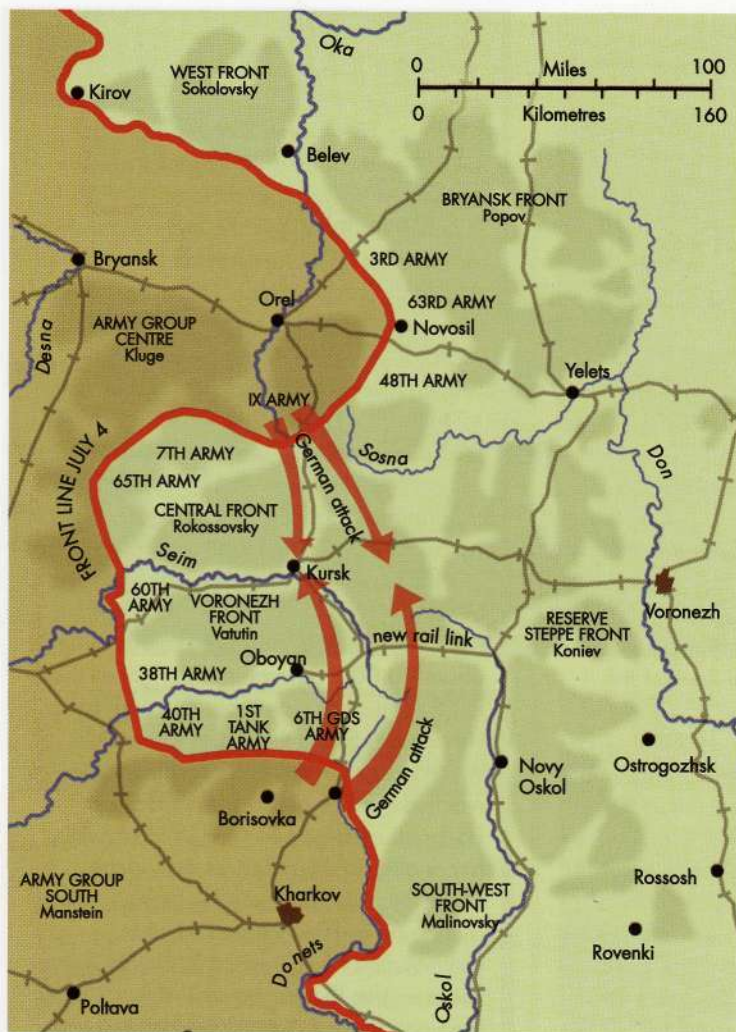 Oka
WEST FRONT
Sokolovsky
0 Miles 100
0 Kilometres 160
Kirov
Belev
BRYANSK FRONT
Popov
Bryansk
3RD ARMY
Orel
63RD ARMY
Novosil
ARMY GROUP
CENTRE
Kluge
Desna
48TH ARMY
Yelets
IX ARMY
Sosna
Don
FRONT LINE JULY 4
7TH ARMY
65TH ARMY
German attack
CENTRAL FRONT
Rokossovsky
Seim
Kursk
60TH
ARMY
VORONEZH
FRONT
Vatutin
Voronezh
RESERVE
STEPPE FRONT
Koniev
new rail link
Oboyan
38TH ARMY
40TH
ARMY
1ST
TANK
ARMY
6TH GDS
ARMY
German attack
Novy
Oskol
Ostrogozhsk
Borisovka
ARMY GROUP
SOUTH
Manstein
Kharkov
SOUTH-WEST
FRONT
Malinovsky
Rossosh
Rovenki
Donets
Oskol
Poltava